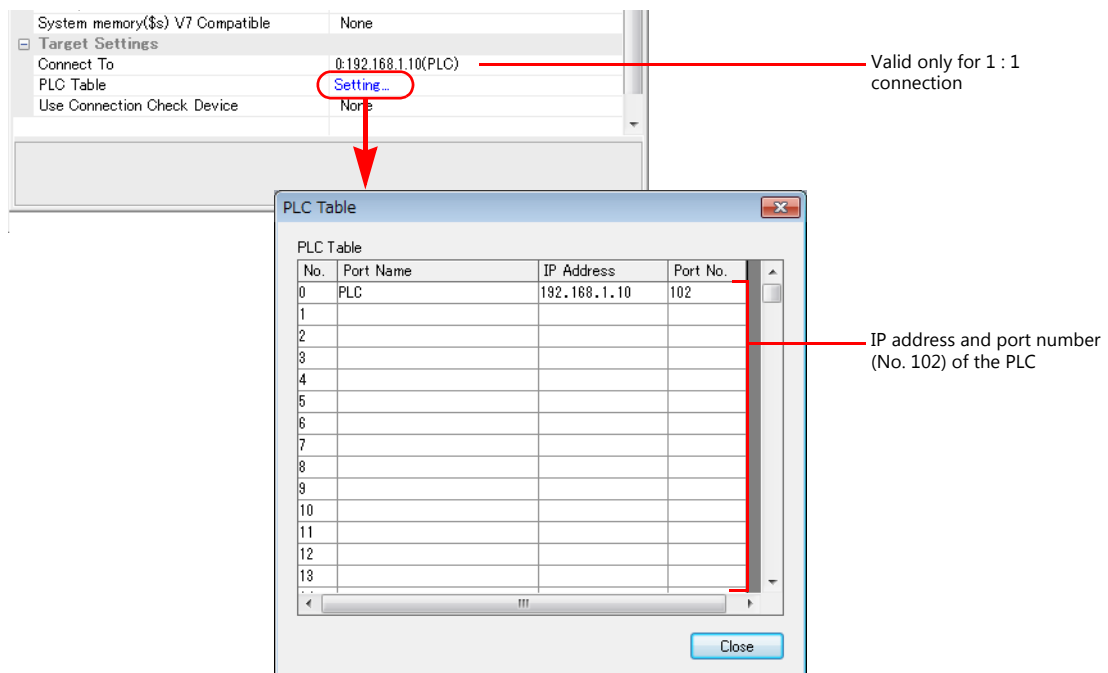 System memory($s) V7 Compatible None
Target Settings
Connect To 0:192.168.1.10(PLC)
Valid only for 1 : 1
connection
PLC Table Setting...
Use Connection Check Device None
PLC Table
PLC Table
No. Port Name IP Address Port No.
0 PLC 192.168.1.10 102
1
2
3
IP address and port number
(No. 102) of the PLC
4
5
6
7
8
9
10
11
12
13
Close